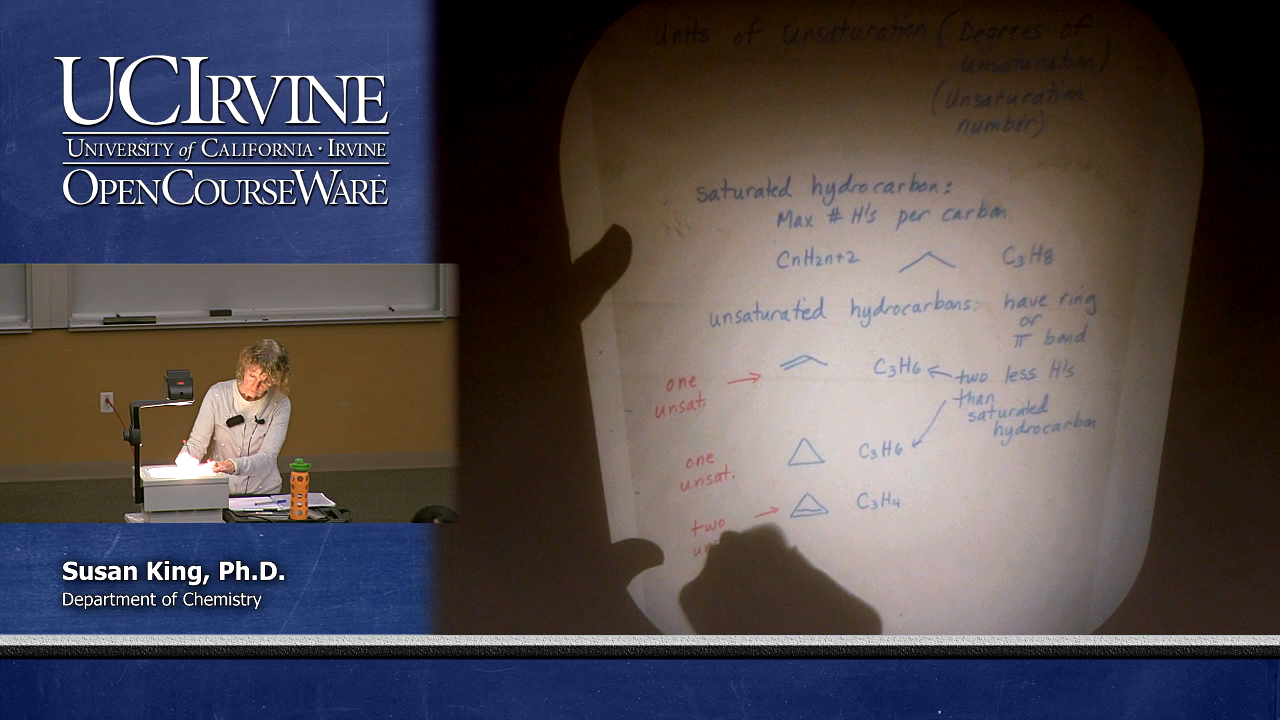 UCIRVINE
UNIVERSITY of CALIFORNIA · IRVINE
OPENCOURSEWARE
Susan King, Ph.D.
Department of Chemistry
Units of Unsaturation (Degrees of
Unsaturation)
(Unsaturation
number)
saturated hydrocarbon:
Max # H's per carbon
CnH2n+2 C3H8
unsaturated hydrocarbons: have ring
or
π bond
one
unsat.
C3H6
two less H's
than
saturated
hydrocarbon
one
unsat.
C3H6
two
C3H4